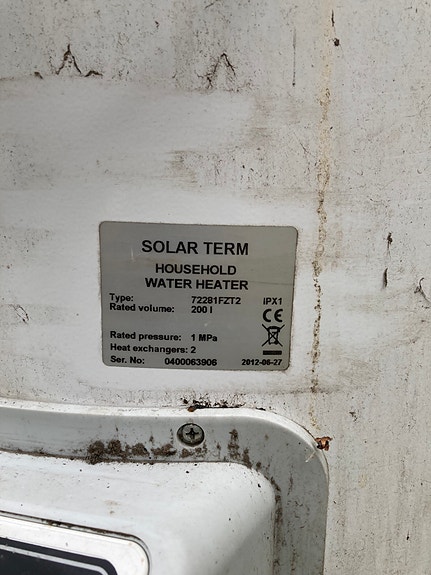 SOLAR TERM
HOUSEHOLD
WATER HEATER
Type: 72281FZT2 IPX1
Rated volume: 200 l
CE
Rated pressure: 1 MPa
Heat exchangers: 2
Ser. No: 0400063906 2012-06-27